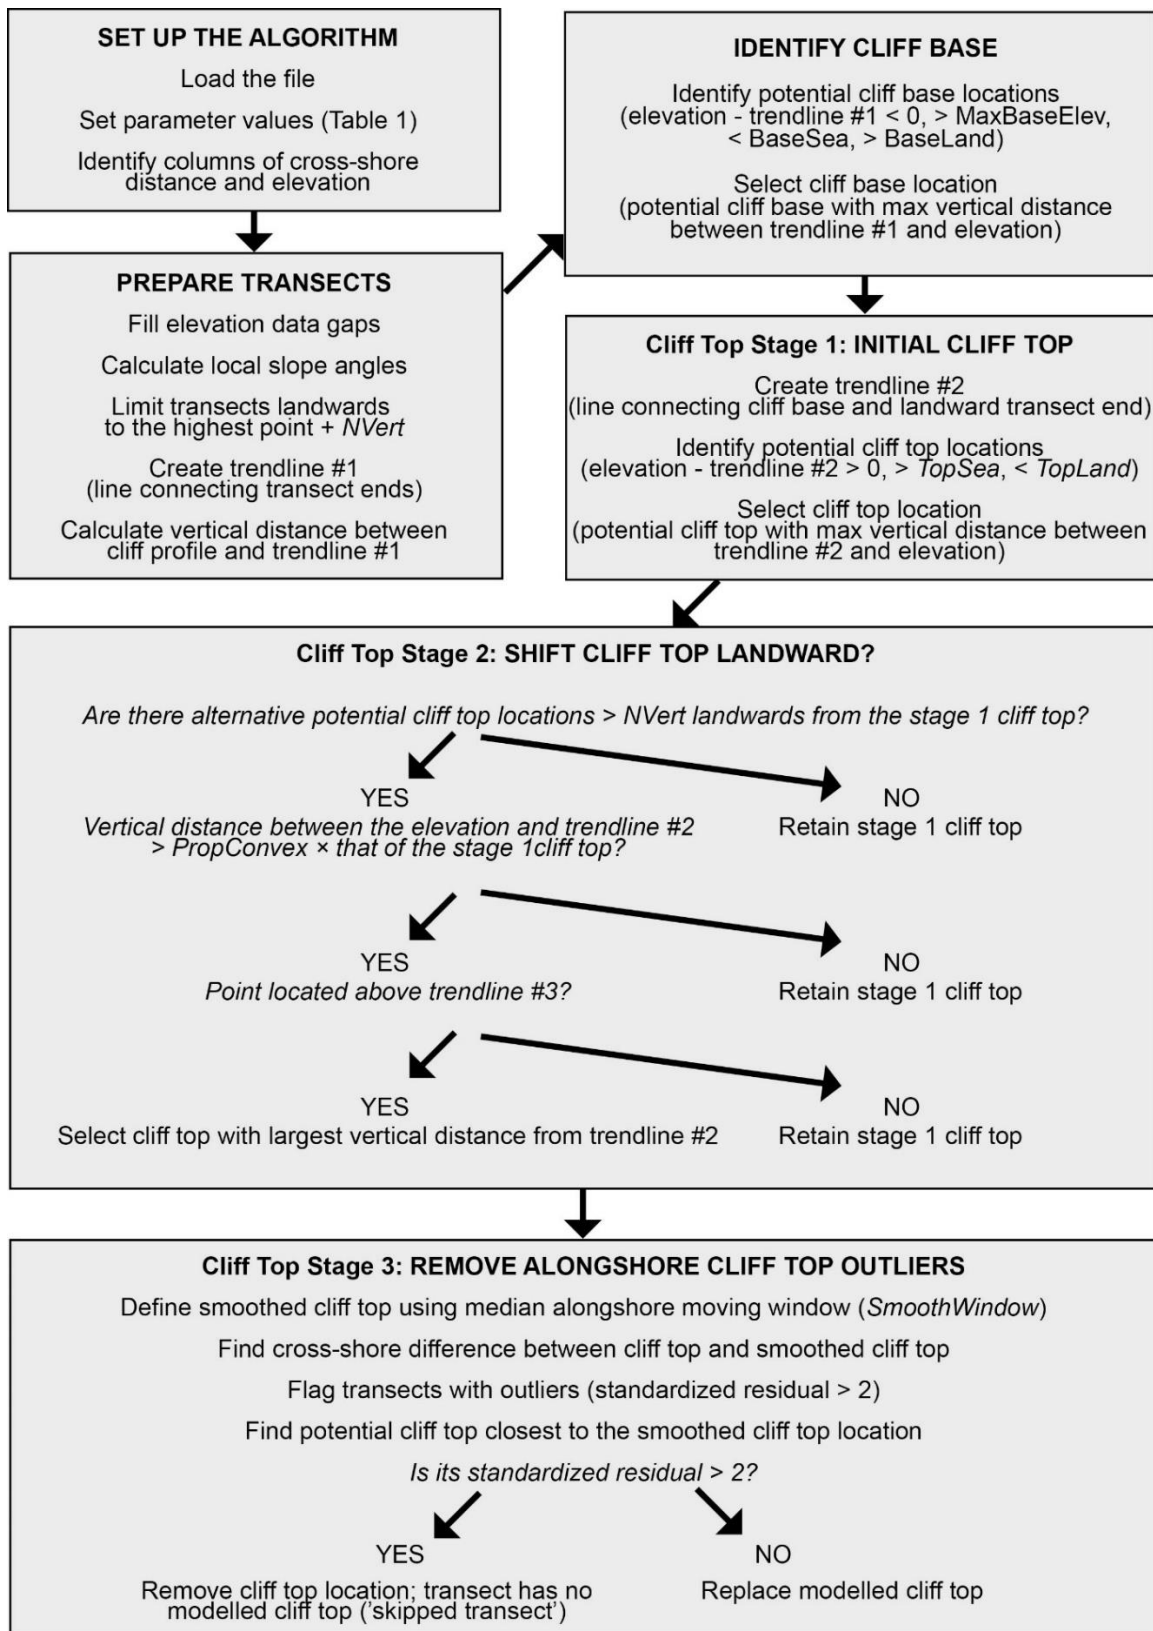 SET UP THE ALGORITHM
Load the file
Set parameter values (Table 1)
Identify columns of cross-shore
distance and elevation
PREPARE TRANSECTS
Fill elevation data gaps
Calculate local slope angles
Limit transects landwards
to the highest point + NVert
Create trendline #1
(line connecting transect ends)
Calculate vertical distance between
cliff profile and trendline #1
IDENTIFY CLIFF BASE
Identify potential cliff base locations
(elevation - trendline #1 < 0, > MaxBaseElev,
< BaseSea, > BaseLand)
Select cliff base location
(potential cliff base with max vertical distance
between trendline #1 and elevation)
Cliff Top Stage 1: INITIAL CLIFF TOP
Create trendline #2
(line connecting cliff base and landward transect end)
Identify potential cliff top locations
(elevation - trendline #2 > 0, > TopSea, < TopLand)
Select cliff top location
(potential cliff top with max vertical distance between
trendline #2 and elevation)
Cliff Top Stage 2: SHIFT CLIFF TOP LANDWARD?
Are there alternative potential cliff top locations > NVert landwards from the stage 1 cliff top?
YES
Vertical distance between the elevation and trendline #2
> PropConvex × that of the stage 1cliff top?
NO
Retain stage 1 cliff top
YES
Point located above trendline #3?
NO
Retain stage 1 cliff top
YES
Select cliff top with largest vertical distance from trendline #2
NO
Retain stage 1 cliff top
Cliff Top Stage 3: REMOVE ALONGSHORE CLIFF TOP OUTLIERS
Define smoothed cliff top using median alongshore moving window (SmoothWindow)
Find cross-shore difference between cliff top and smoothed cliff top
Flag transects with outliers (standardized residual > 2)
Find potential cliff top closest to the smoothed cliff top location
Is its standardized residual > 2?
YES
Remove cliff top location; transect has no
modelled cliff top ('skipped transect')
NO
Replace modelled cliff top